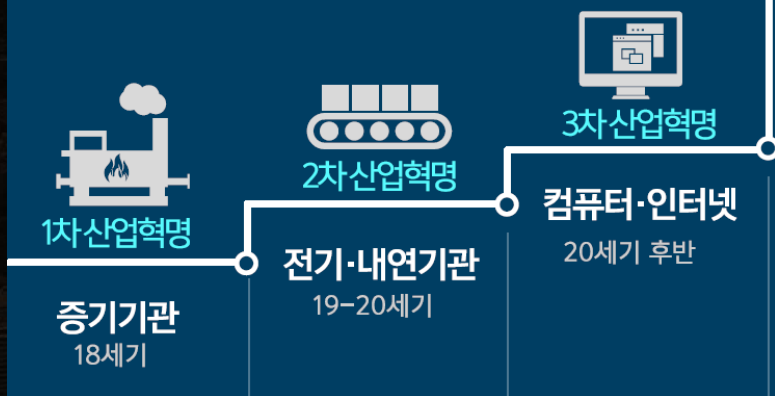 1차 산업혁명
증기기관
18세기
2차 산업혁명
전기·내연기관
19-20세기
3차 산업혁명
컴퓨터·인터넷
20세기 후반